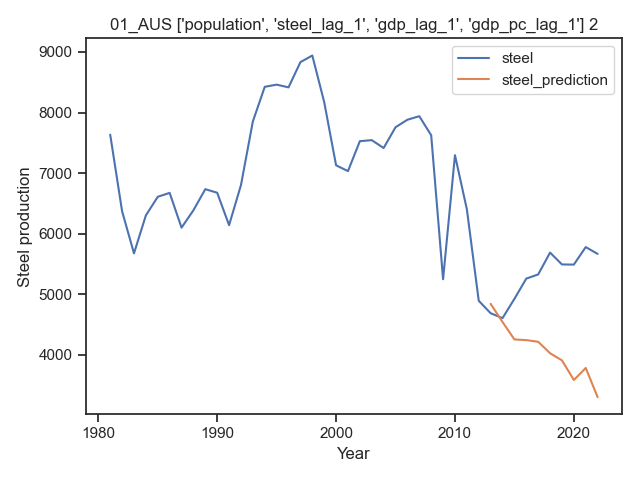 01_AUS ['population', 'steel_lag_1', 'gdp_lag_1', 'gdp_pc_lag_1'] 2
steel
steel_prediction
9000
8000
7000
6000
5000
4000
Steel production
1980
1990
2000
2010
2020
Year